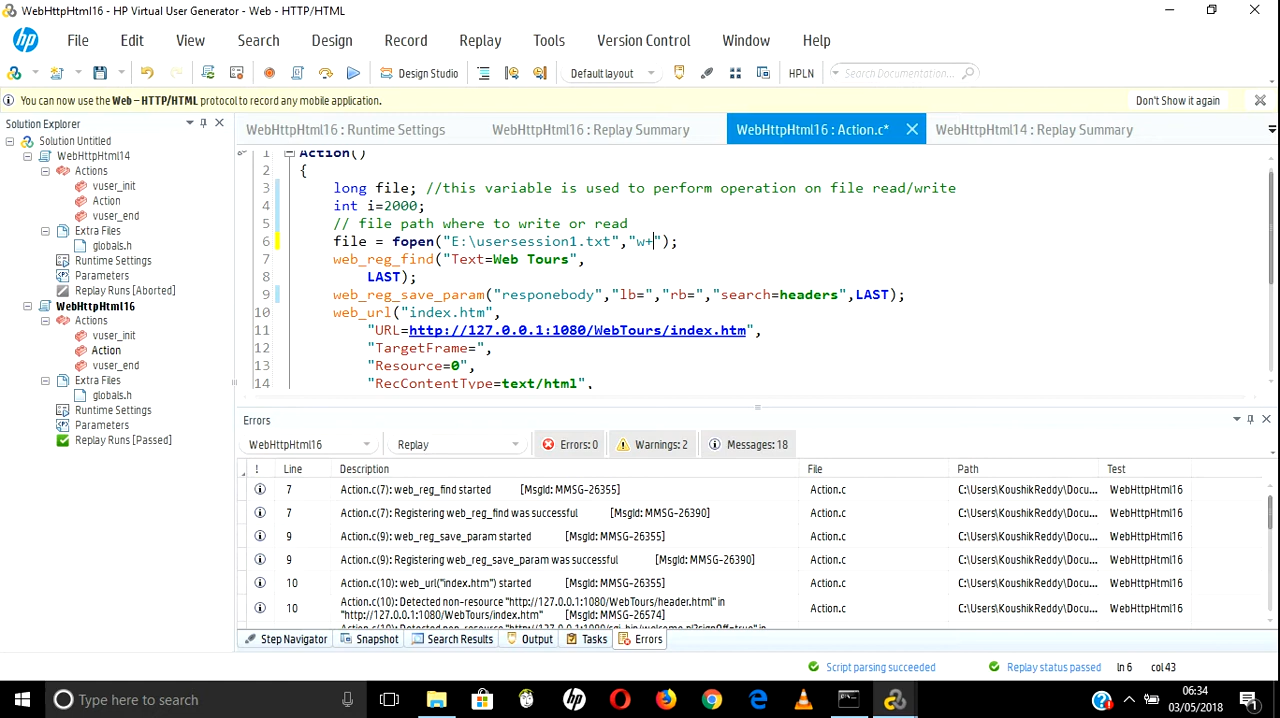 WebHttpHtml16 - HP Virtual User Generator - Web - HTTP/HTML
hp File Edit View Search Design Record Replay Tools Version Control Window Help
Design Studio Default layout HPLN Search Documentation...
You can now use the Web – HTTP/HTML protocol to record any mobile application. Don't Show it again
Solution Explorer
Solution Untitled
WebHttpHtml14
Actions
vuser_init
Action
vuser_end
Extra Files
globals.h
Runtime Settings
Parameters
Replay Runs [Aborted]
WebHttpHtml16
Actions
vuser_init
Action
vuser_end
Extra Files
globals.h
Runtime Settings
Parameters
Replay Runs [Passed]
WebHttpHtml16 : Runtime Settings WebHttpHtml16 : Replay Summary WebHttpHtml16 : Action.c* WebHttpHtml14 : Replay Summary
1 Action()
2 {
3 long file; //this variable is used to perform operation on file read/write
4 int i=2000;
5 // file path where to write or read
6 file = fopen("E:\usersession1.txt","w+");
7 web_reg_find("Text=Web Tours",
8 LAST);
9 web_reg_save_param("responebody","lb=","rb=","search=headers",LAST);
10 web_url("index.htm",
11 "URL=http://127.0.0.1:1080/WebTours/index.htm",
12 "TargetFrame=",
13 "Resource=0",
14 "RecContentType=text/html",
Errors
WebHttpHtml16 Replay Errors: 0 Warnings: 2 Messages: 18
! Line Description File Path Test
7 Action.c(7): web_reg_find started [MsgId: MMSG-26355] Action.c C:\Users\KoushikReddy\Docu... WebHttpHtml16
7 Action.c(7): Registering web_reg_find was successful [MsgId: MMSG-26390] Action.c C:\Users\KoushikReddy\Docu... WebHttpHtml16
9 Action.c(9): web_reg_save_param started [MsgId: MMSG-26355] Action.c C:\Users\KoushikReddy\Docu... WebHttpHtml16
9 Action.c(9): Registering web_reg_save_param was successful [MsgId: MMSG-26390] Action.c C:\Users\KoushikReddy\Docu... WebHttpHtml16
10 Action.c(10): web_url("index.htm") started [MsgId: MMSG-26355] Action.c C:\Users\KoushikReddy\Docu... WebHttpHtml16
10 Action.c(10): Detected non-resource "http://127.0.0.1:1080/WebTours/header.html" in Action.c C:\Users\KoushikReddy\Docu... WebHttpHtml16
"http://127.0.0.1:1080/WebTours/index.htm" [MsgId: MMSG-26574]
Step Navigator Snapshot Search Results Output Tasks Errors
Script parsing succeeded Replay status passed ln 6 col 43
Type here to search
06:34
03/05/2018
1